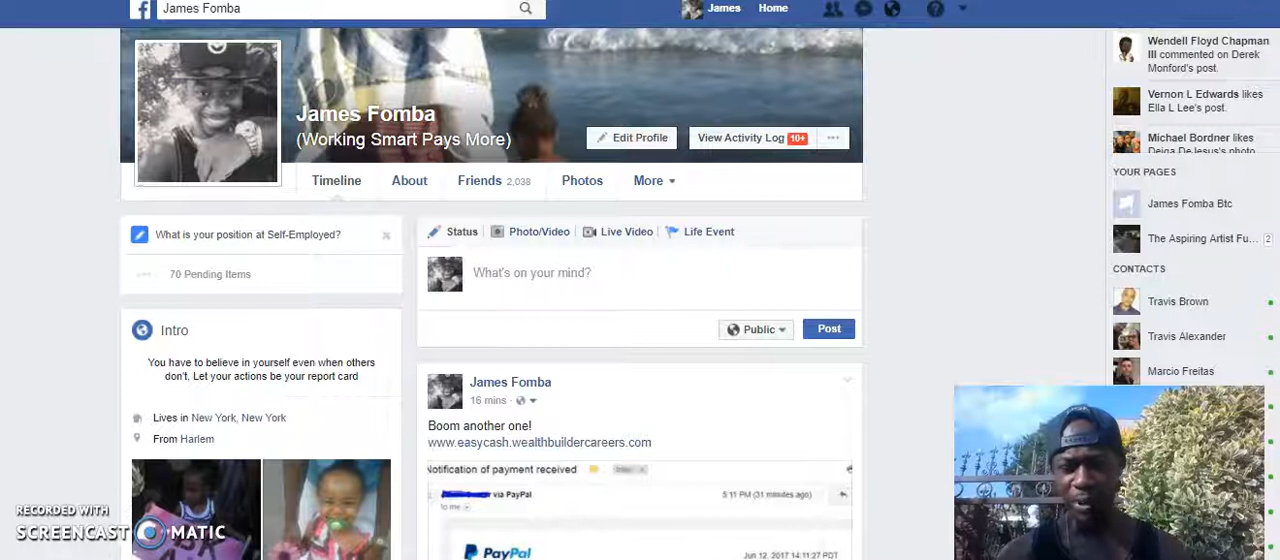 James Fomba
James Home
James Fomba
(Working Smart Pays More)
Edit Profile
View Activity Log 10+
Timeline About Friends 2,038 Photos More
What is your position at Self-Employed?
70 Pending Items
Intro
You have to believe in yourself even when others
don't. Let your actions be your report card
Lives in New York, New York
From Harlem
Status Photo/Video Live Video Life Event
What's on your mind?
Public Post
James Fomba
16 mins
Boom another one!
www.easycash.wealthbuildercareers.com
Notification of payment received
via PayPal 5:11 PM (31 minutes ago)
to me
PayPal Jun 12, 2017 14:11:27 PDT
Wendell Floyd Chapman
III commented on Derek
Monford's post.
Vernon L Edwards likes
Ella L Lee's post.
Michael Bordner likes
Deiga DeJesus's photo
YOUR PAGES
James Fomba Btc
The Aspiring Artist Fu... 2
CONTACTS
Travis Brown
Travis Alexander
Marcio Freitas
RECORDED WITH
SCREENCAST MATIC